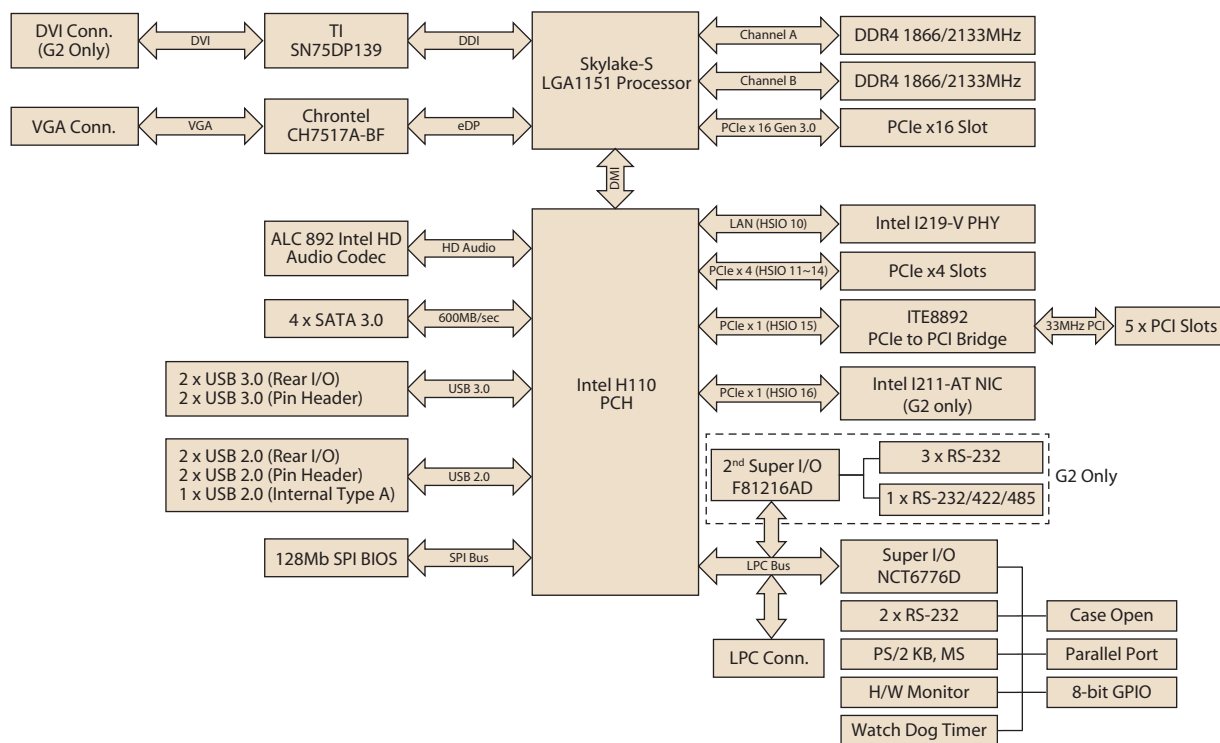 DVI Conn.
(G2 Only)
DVI
TI
SN75DP139
DDI
Skylake-S
LGA1151 Processor
Channel A
DDR4 1866/2133MHz
Channel B
DDR4 1866/2133MHz
VGA Conn.
VGA
Chrontel
CH7517A-BF
eDP
PCIe x 16 Gen 3.0
PCIe x16 Slot
DMI
ALC 892 Intel HD
Audio Codec
HD Audio
4 x SATA 3.0
600MB/sec
2 x USB 3.0 (Rear I/O)
2 x USB 3.0 (Pin Header)
USB 3.0
2 x USB 2.0 (Rear I/O)
2 x USB 2.0 (Pin Header)
1 x USB 2.0 (Internal Type A)
USB 2.0
128Mb SPI BIOS
SPI Bus
Intel H110
PCH
LAN (HSIO 10)
Intel I219-V PHY
PCIe x 4 (HSIO 11~14)
PCIe x4 Slots
PCIe x 1 (HSIO 15)
ITE8892
PCIe to PCI Bridge
33MHz PCI
5 x PCI Slots
PCIe x 1 (HSIO 16)
Intel I211-AT NIC
(G2 only)
2nd Super I/O
F81216AD
3 x RS-232
1 x RS-232/422/485
G2 Only
LPC Bus
Super I/O
NCT6776D
LPC Conn.
2 x RS-232
Case Open
PS/2 KB, MS
Parallel Port
H/W Monitor
8-bit GPIO
Watch Dog Timer